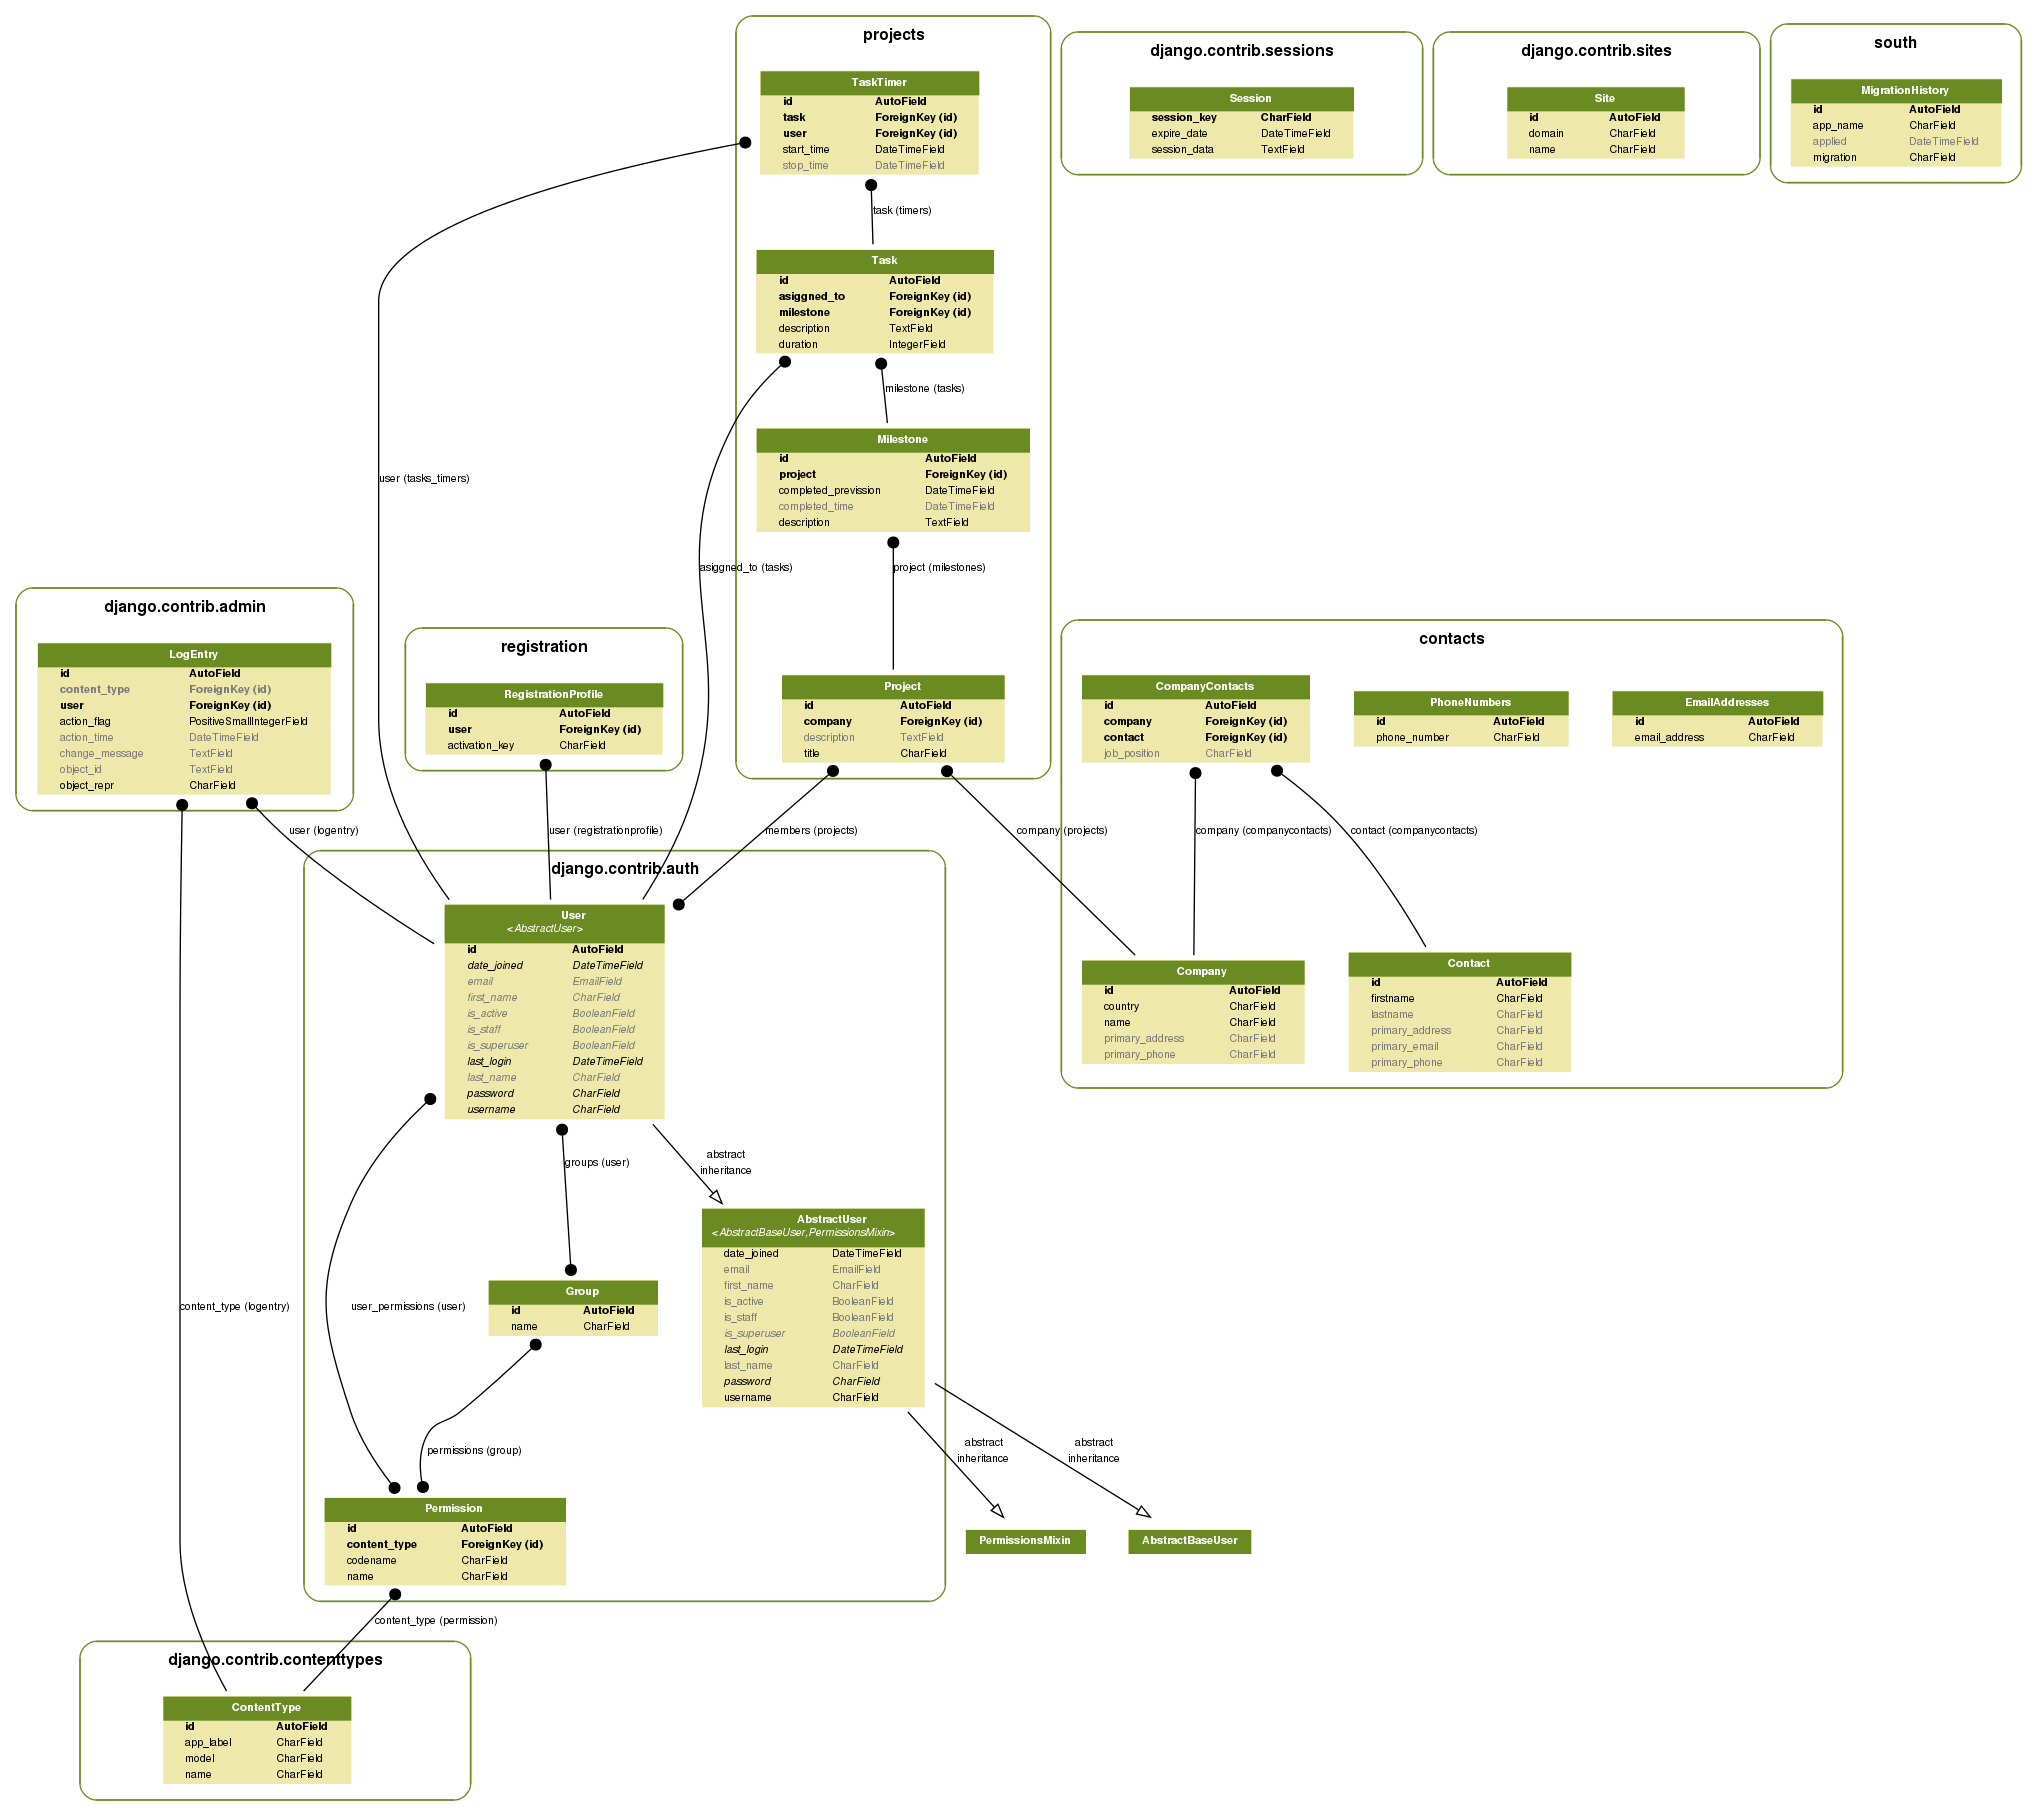 projects
TaskTimer
id AutoField
task ForeignKey (id)
user ForeignKey (id)
start_time DateTimeField
stop_time DateTimeField
task (timers)
Task
id AutoField
asiggned_to ForeignKey (id)
milestone ForeignKey (id)
description TextField
duration IntegerField
milestone (tasks)
Milestone
id AutoField
project ForeignKey (id)
completed_prevission DateTimeField
completed_time DateTimeField
description TextField
project (milestones)
Project
id AutoField
company ForeignKey (id)
description TextField
title CharField
django.contrib.sessions
Session
session_key CharField
expire_date DateTimeField
session_data TextField
django.contrib.sites
Site
id AutoField
domain CharField
name CharField
south
MigrationHistory
id AutoField
app_name CharField
applied DateTimeField
migration CharField
user (tasks_timers)
asiggned_to (tasks)
django.contrib.admin
LogEntry
id AutoField
content_type ForeignKey (id)
user ForeignKey (id)
action_flag PositiveSmallIntegerField
action_time DateTimeField
change_message TextField
object_id TextField
object_repr CharField
registration
RegistrationProfile
id AutoField
user ForeignKey (id)
activation_key CharField
contacts
CompanyContacts
id AutoField
company ForeignKey (id)
contact ForeignKey (id)
job_position CharField
PhoneNumbers
id AutoField
phone_number CharField
EmailAddresses
id AutoField
email_address CharField
user (logentry)
user (registrationprofile)
members (projects)
company (projects)
company (companycontacts)
contact (companycontacts)
Company
id AutoField
country CharField
name CharField
primary_address CharField
primary_phone CharField
Contact
id AutoField
firstname CharField
lastname CharField
primary_address CharField
primary_email CharField
primary_phone CharField
django.contrib.auth
User
<AbstractUser>
id AutoField
date_joined DateTimeField
email EmailField
first_name CharField
is_active BooleanField
is_staff BooleanField
is_superuser BooleanField
last_login DateTimeField
last_name CharField
password CharField
username CharField
groups (user)
abstract
inheritance
AbstractUser
<AbstractBaseUser,PermissionsMixin>
date_joined DateTimeField
email EmailField
first_name CharField
is_active BooleanField
is_staff BooleanField
is_superuser BooleanField
last_login DateTimeField
last_name CharField
password CharField
username CharField
content_type (logentry)
user_permissions (user)
Group
id AutoField
name CharField
permissions (group)
abstract
inheritance
abstract
inheritance
Permission
id AutoField
content_type ForeignKey (id)
codename CharField
name CharField
PermissionsMixin
AbstractBaseUser
content_type (permission)
django.contrib.contenttypes
ContentType
id AutoField
app_label CharField
model CharField
name CharField